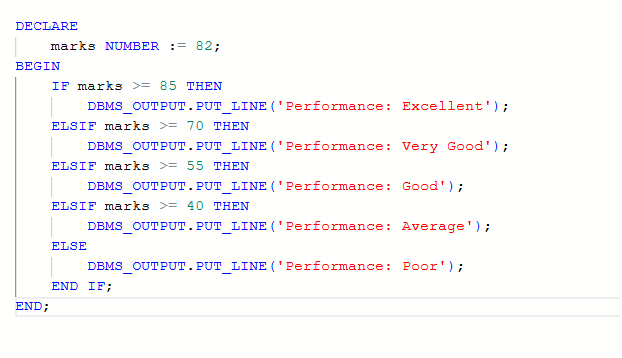 DECLARE
marks NUMBER := 82;
BEGIN
IF marks >= 85 THEN
DBMS_OUTPUT.PUT_LINE('Performance: Excellent');
ELSIF marks >= 70 THEN
DBMS_OUTPUT.PUT_LINE('Performance: Very Good');
ELSIF marks >= 55 THEN
DBMS_OUTPUT.PUT_LINE('Performance: Good');
ELSIF marks >= 40 THEN
DBMS_OUTPUT.PUT_LINE('Performance: Average');
ELSE
DBMS_OUTPUT.PUT_LINE('Performance: Poor');
END IF;
END;